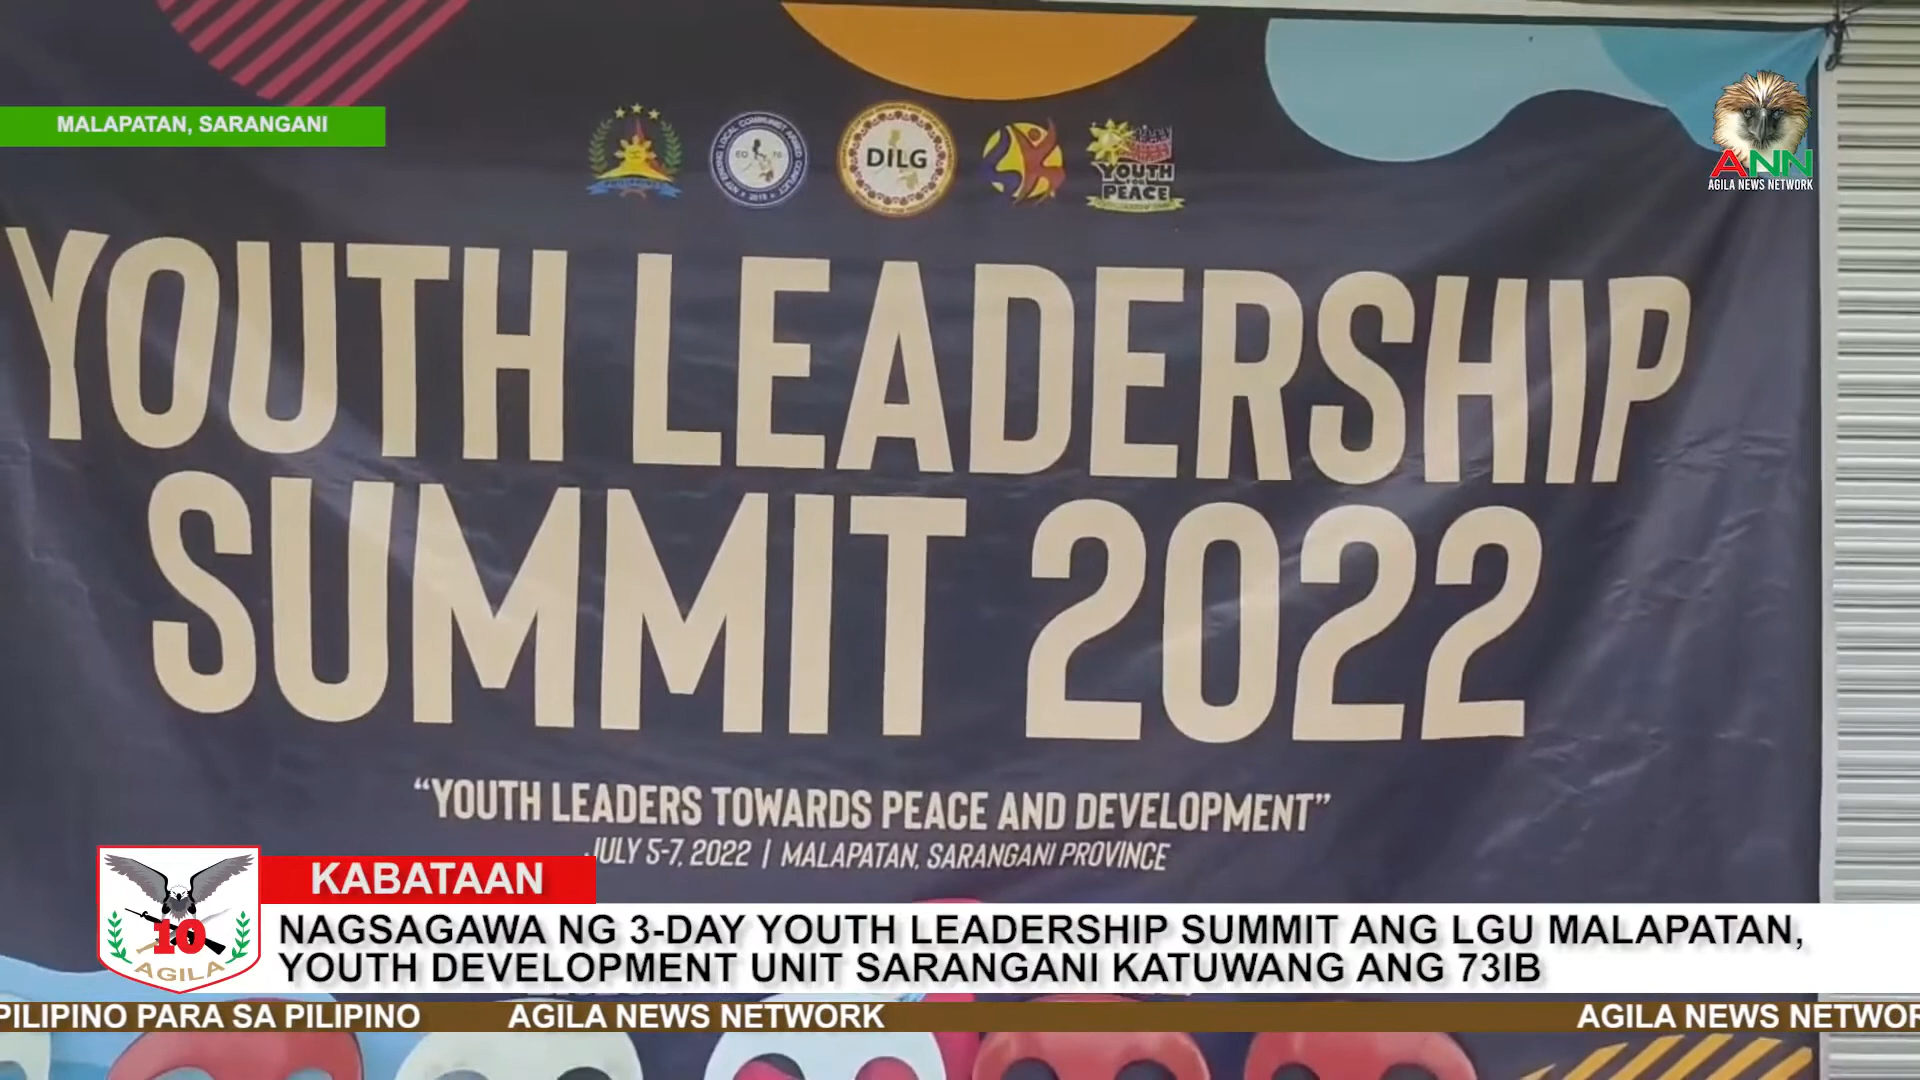 MALAPATAN, SARANGANI
DILG
YOUTH
PEACE
ANN
AGILA NEWS NETWORK
YOUTH LEADERSHIP
SUMMIT 2022
“YOUTH LEADERS TOWARDS PEACE AND DEVELOPMENT”
JULY 5-7, 2022 | MALAPATAN, SARANGANI PROVINCE
KABATAAN
10
AGILA
NAGSAGAWA NG 3-DAY YOUTH LEADERSHIP SUMMIT ANG LGU MALAPATAN,
YOUTH DEVELOPMENT UNIT SARANGANI KATUWANG ANG 73IB
PILIPINO PARA SA PILIPINO AGILA NEWS NETWORK AGILA NEWS NETWOR